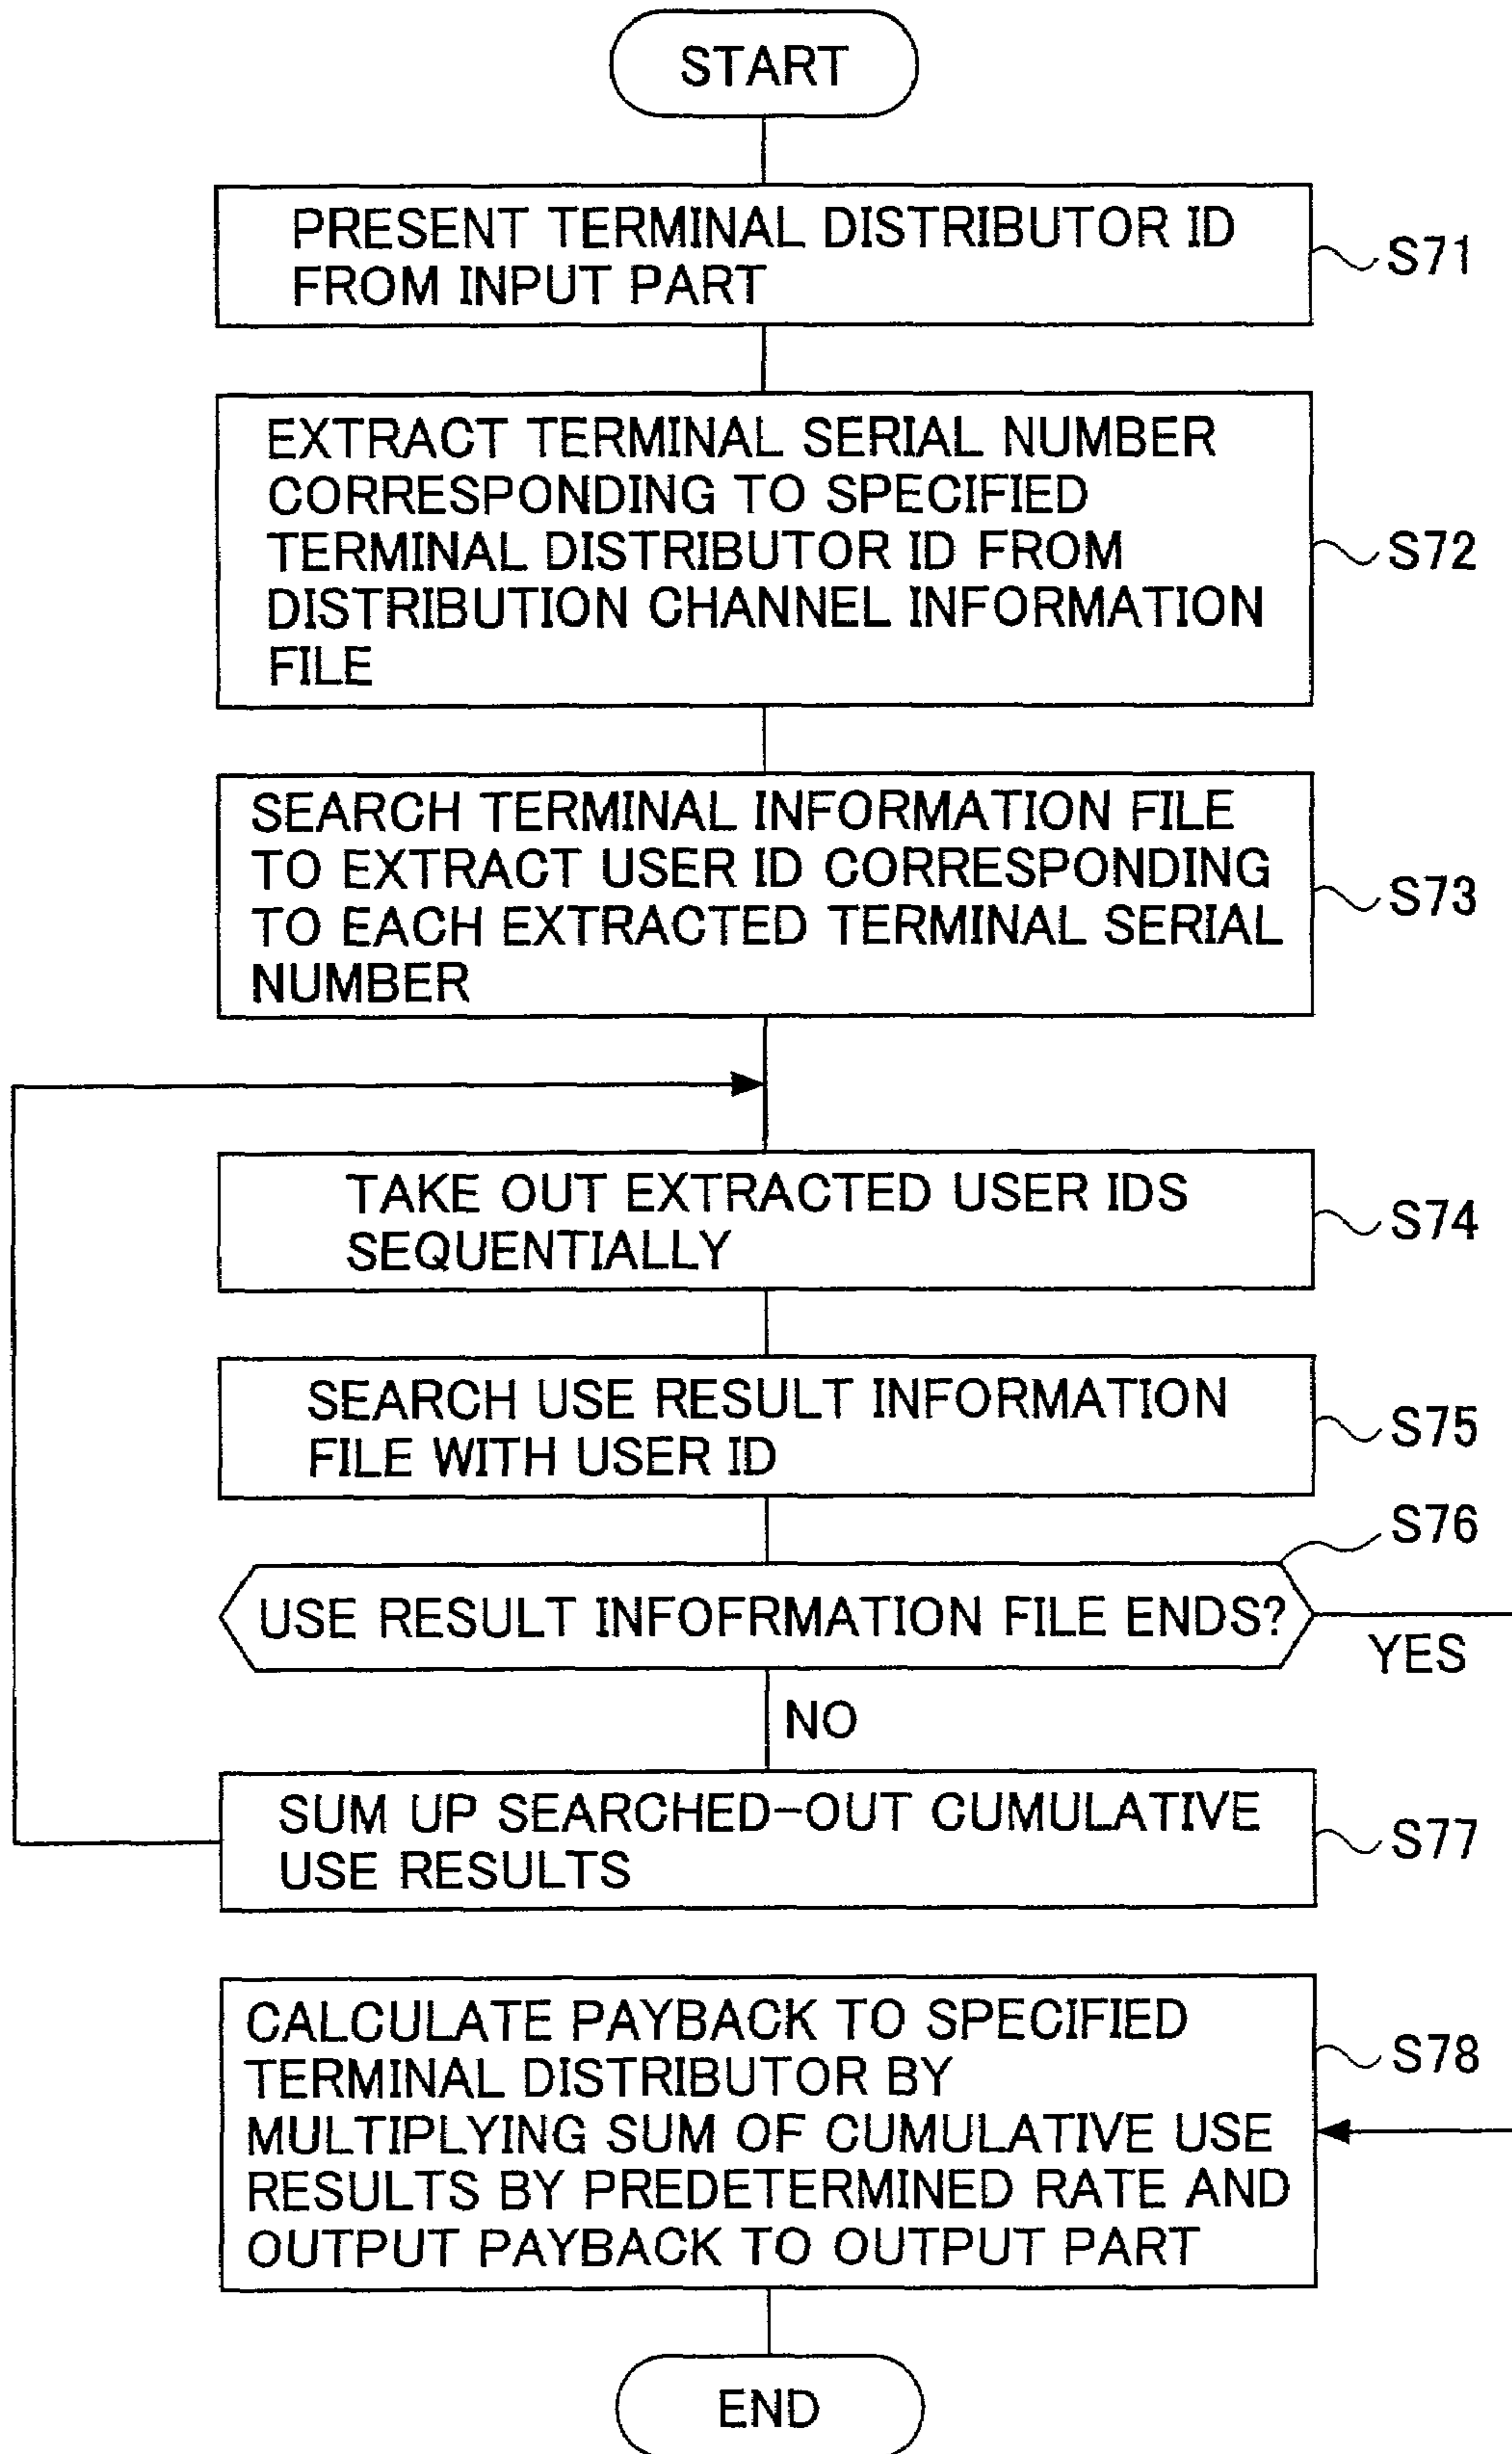 START
PRESENT TERMINAL DISTRIBUTOR ID
FROM INPUT PART
S71
EXTRACT TERMINAL SERIAL NUMBER
CORRESPONDING TO SPECIFIED
TERMINAL DISTRIBUTOR ID FROM
DISTRIBUTION CHANNEL INFORMATION
FILE
S72
SEARCH TERMINAL INFORMATION FILE
TO EXTRACT USER ID CORRESPONDING
TO EACH EXTRACTED TERMINAL SERIAL
NUMBER
S73
TAKE OUT EXTRACTED USER IDS
SEQUENTIALLY
S74
SEARCH USE RESULT INFORMATION
FILE WITH USER ID
S75
S76
USE RESULT INFOFRMATION FILE ENDS?
YES
NO
SUM UP SEARCHED-OUT CUMULATIVE
USE RESULTS
S77
CALCULATE PAYBACK TO SPECIFIED
TERMINAL DISTRIBUTOR BY
MULTIPLYING SUM OF CUMULATIVE USE
RESULTS BY PREDETERMINED RATE AND
OUTPUT PAYBACK TO OUTPUT PART
S78
END